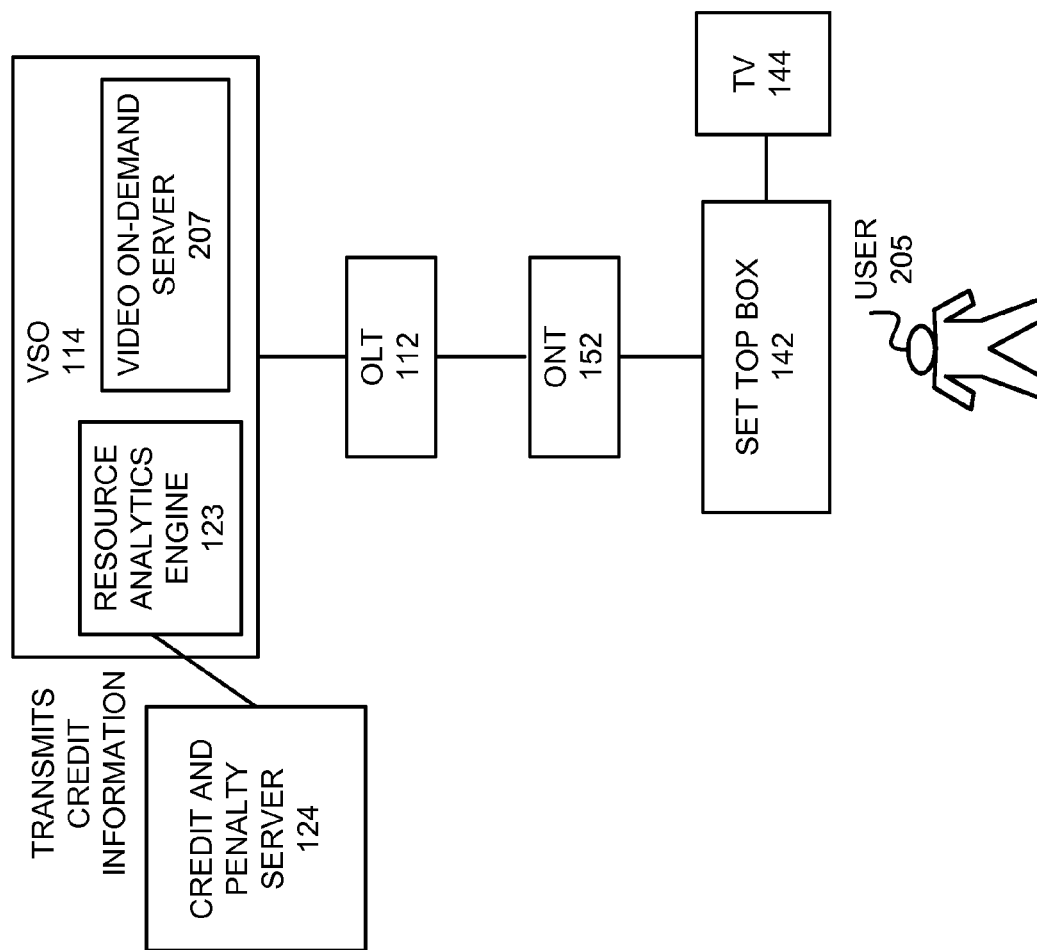 VSO
114
VIDEO ON-DEMAND
SERVER
207
RESOURCE
ANALYTICS
ENGINE
123
TRANSMITS
CREDIT
INFORMATION
CREDIT AND
PENALTY
SERVER
124
OLT
112
ONT
152
SET TOP BOX
142
TV
144
USER
205